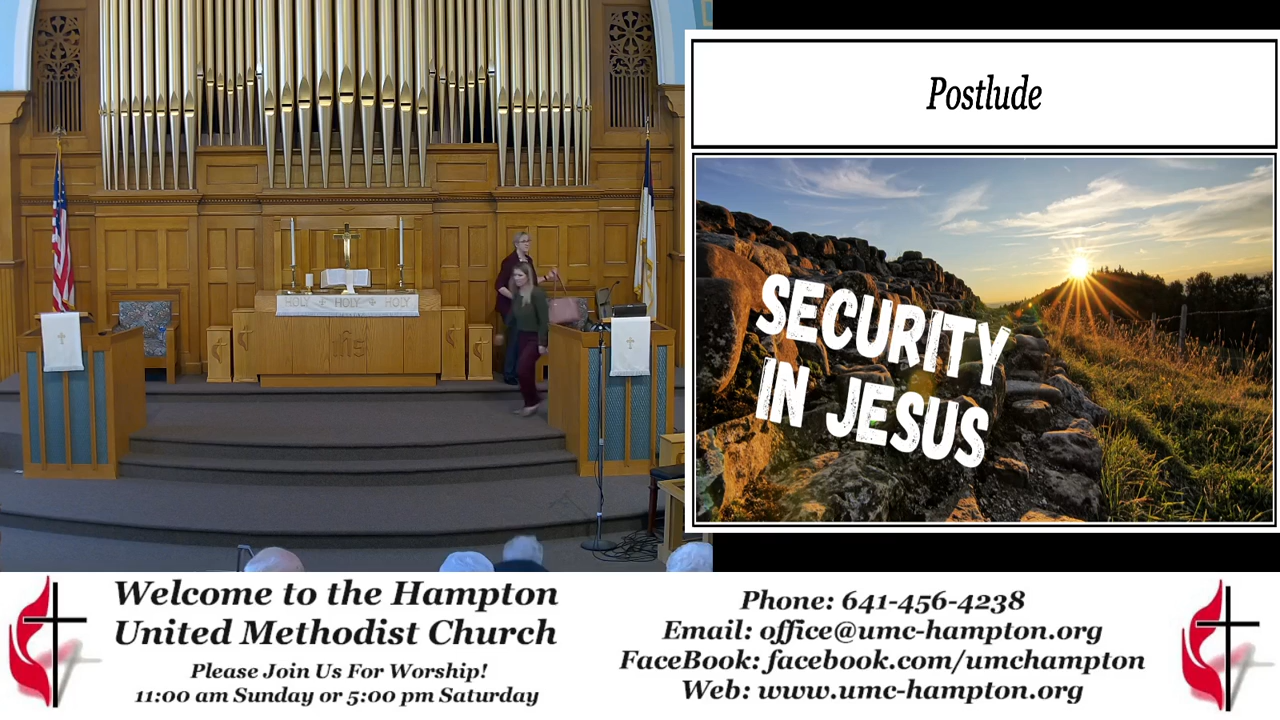 Postlude
SECURITY
IN JESUS
HOLY HOLY HOLY
IHS
Welcome to the Hampton
United Methodist Church
Please Join Us For Worship!
11:00 am Sunday or 5:00 pm Saturday
Phone: 641-456-4238
Email: office@umc-hampton.org
FaceBook: facebook.com/umchampton
Web: www.umc-hampton.org